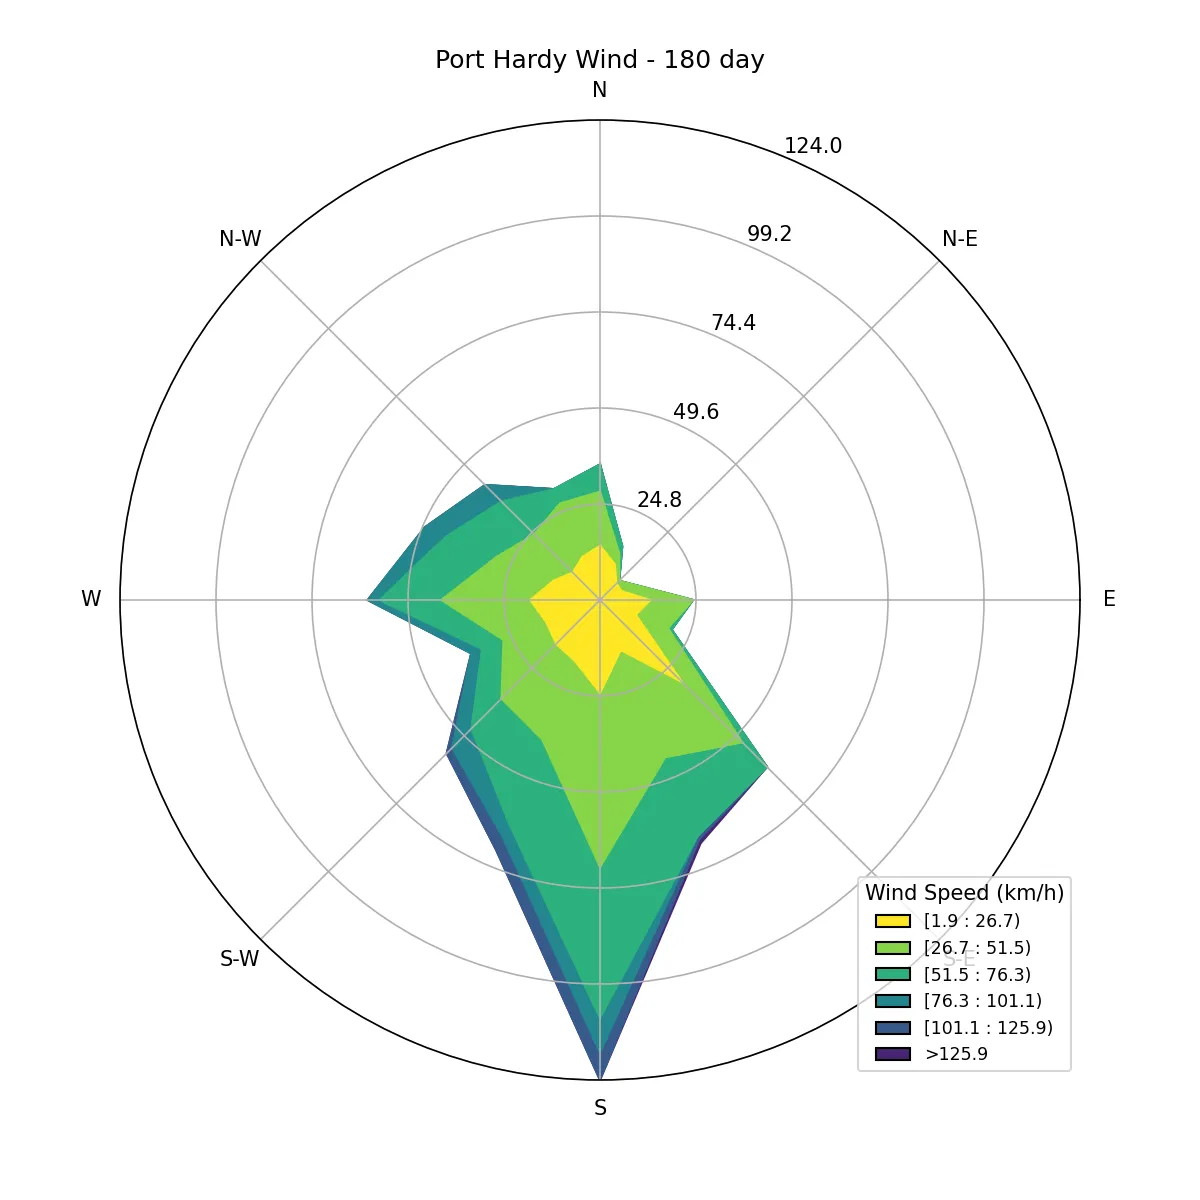 Port Hardy Wind - 180 day
N
124.0
99.2
N-W
N-E
74.4
49.6
24.8
W
E
Wind Speed (km/h)
[1.9 : 26.7)
[26.7 : 51.5)
S-W
S-E
[51.5 : 76.3)
[76.3 : 101.1)
[101.1 : 125.9)
>125.9
S